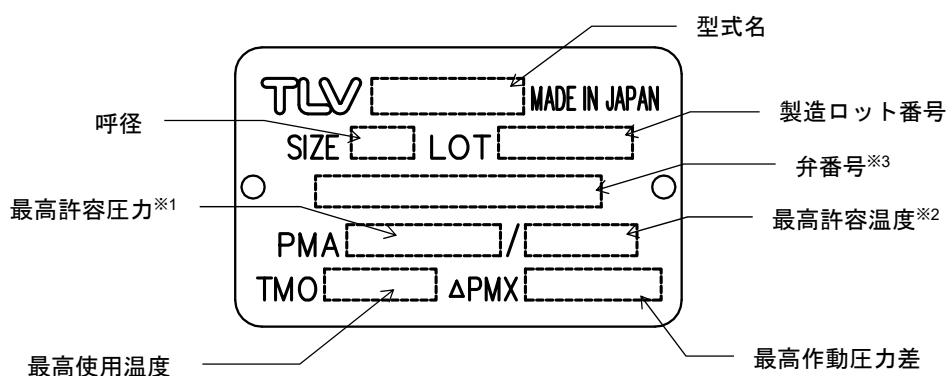 型式名
TLV MADE IN JAPAN
呼径
製造ロット番号
SIZE LOT
弁番号※3
最高許容圧力※1
最高許容温度※2
PMA /
TMO ΔPMX
最高使用温度
最高作動圧力差